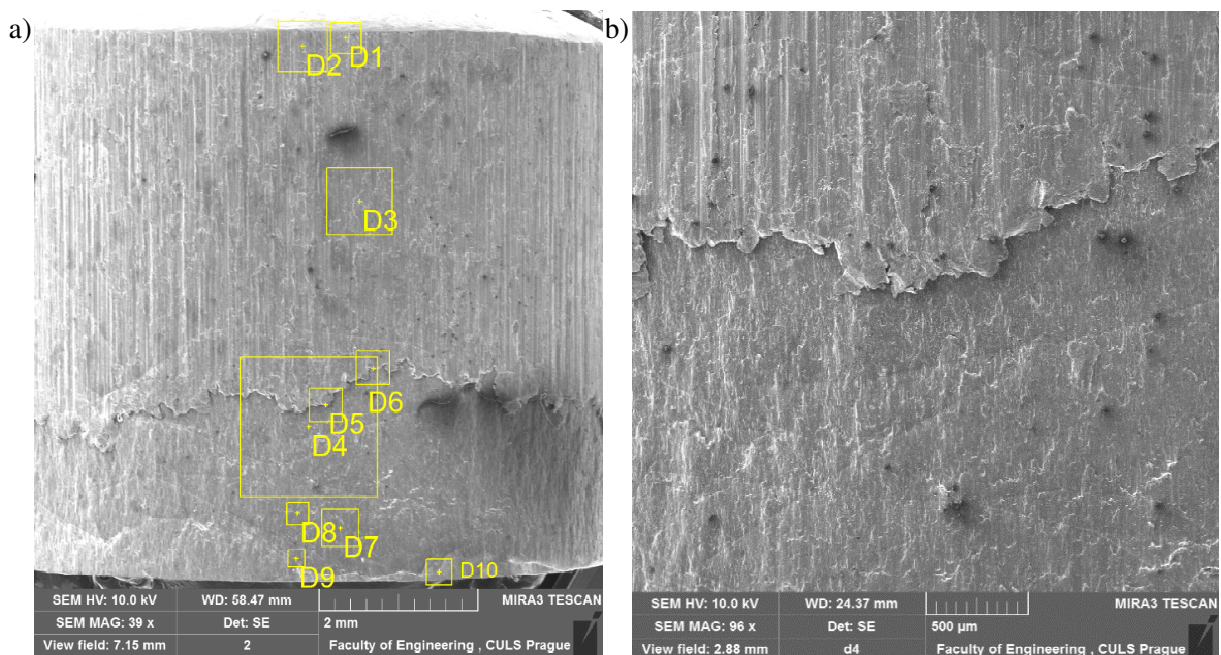 a)
D1
D2
D3
D6
D5
D4
D8
D7
D9
D10
SEM HV: 10.0 kV WD: 58.47 mm MIRA3 TESCAN
SEM MAG: 39 x Det: SE 2 mm
View field: 7.15 mm 2 Faculty of Engineering , CULS Prague
b)
SEM HV: 10.0 kV WD: 24.37 mm MIRA3 TESCAN
SEM MAG: 96 x Det: SE 500 µm
View field: 2.88 mm d4 Faculty of Engineering , CULS Prague